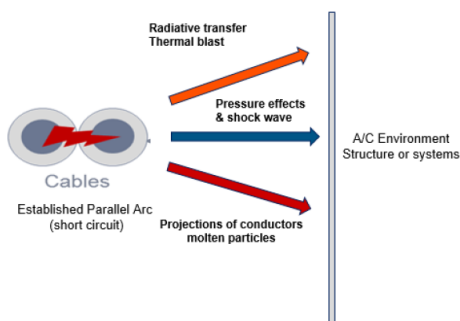 Radiative transfer
Thermal blast
Pressure effects
& shock wave
A/C Environment
Structure or systems
Cables
Established Parallel Arc
(short circuit)
Projections of conductors
molten particles